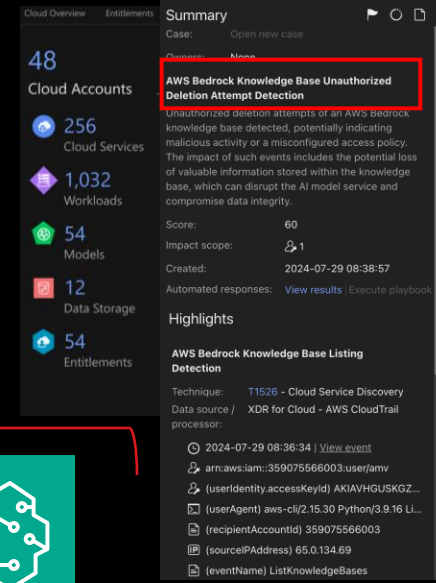 Cloud Overview Entitlements
48
Cloud Accounts
256
Cloud Services
1,032
Workloads
54
Models
12
Data Storage
54
Entitlements
Summary
Case: Open new case
Owners: None
AWS Bedrock Knowledge Base Unauthorized
Deletion Attempt Detection
Unauthorized deletion attempts of an AWS Bedrock
knowledge base detected, potentially indicating
malicious activity or a misconfigured access policy.
The impact of such events includes the potential loss
of valuable information stored within the knowledge
base, which can disrupt the AI model service and
compromise data integrity.
Score: 60
Impact scope: 1
Created: 2024-07-29 08:38:57
Automated responses: View results | Execute playbook
Highlights
AWS Bedrock Knowledge Base Listing
Detection
Technique: T1526 - Cloud Service Discovery
Data source / XDR for Cloud - AWS CloudTrail
processor:
2024-07-29 08:36:34 | View event
arn:aws:iam::359075566003:user/amv
(userIdentity.accessKeyId) AKIAVHGUSKGZ...
(userAgent) aws-cli/2.15.30 Python/3.9.16 Li...
(recipientAccountId) 359075566003
IP (sourceIPAddress) 65.0.134.69
(eventName) ListKnowledgeBases